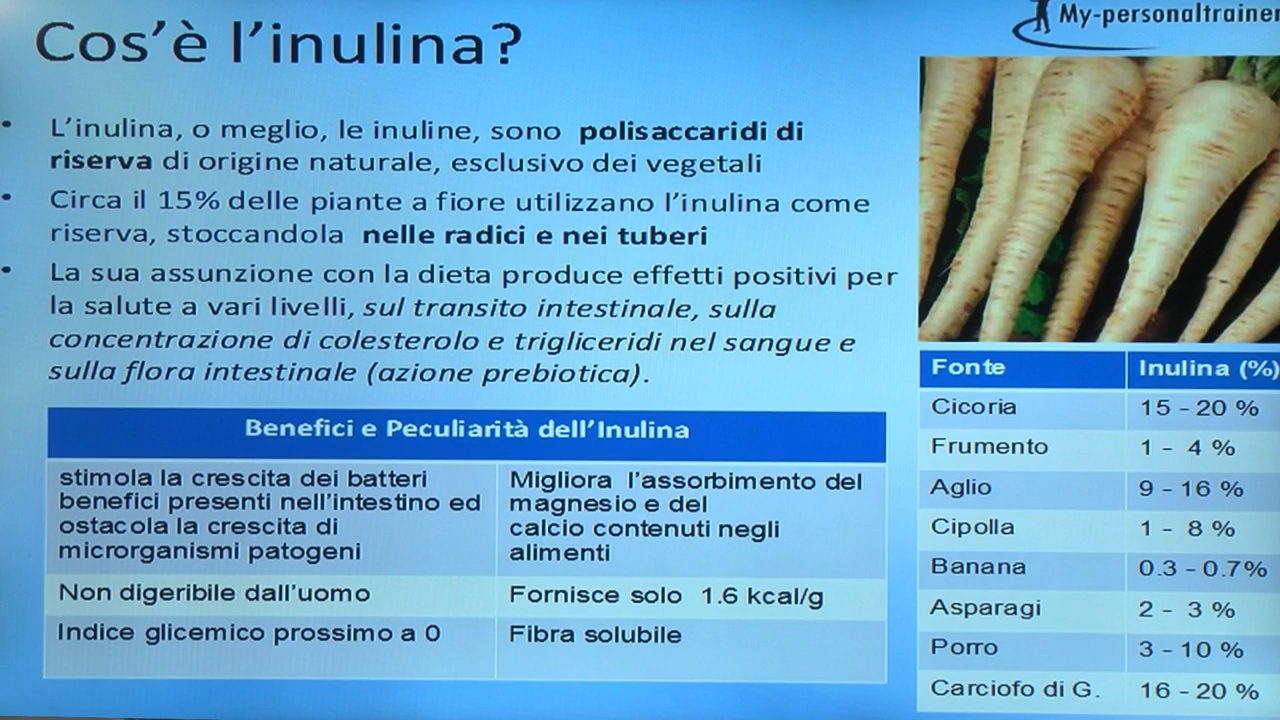 Cos'è l'inulina?
My-personaltrainer
• L'inulina, o meglio, le inuline, sono polisaccaridi di
riserva di origine naturale, esclusivo dei vegetali
• Circa il 15% delle piante a fiore utilizzano l'inulina come
riserva, stoccandola nelle radici e nei tuberi
• La sua assunzione con la dieta produce effetti positivi per
la salute a vari livelli, sul transito intestinale, sulla
concentrazione di colesterolo e trigliceridi nel sangue e
sulla flora intestinale (azione prebiotica).
Benefici e Peculiarità dell'Inulina
stimola la crescita dei batteri
benefici presenti nell'intestino ed
ostacola la crescita di
microrganismi patogeni
Migliora l'assorbimento del
magnesio e del
calcio contenuti negli
alimenti
Non digeribile dall'uomo
Fornisce solo 1.6 kcal/g
Indice glicemico prossimo a 0
Fibra solubile
Fonte Inulina (%)
Cicoria 15 - 20 %
Frumento 1 - 4 %
Aglio 9 - 16 %
Cipolla 1 - 8 %
Banana 0.3 - 0.7%
Asparagi 2 - 3 %
Porro 3 - 10 %
Carciofo di G. 16 - 20 %